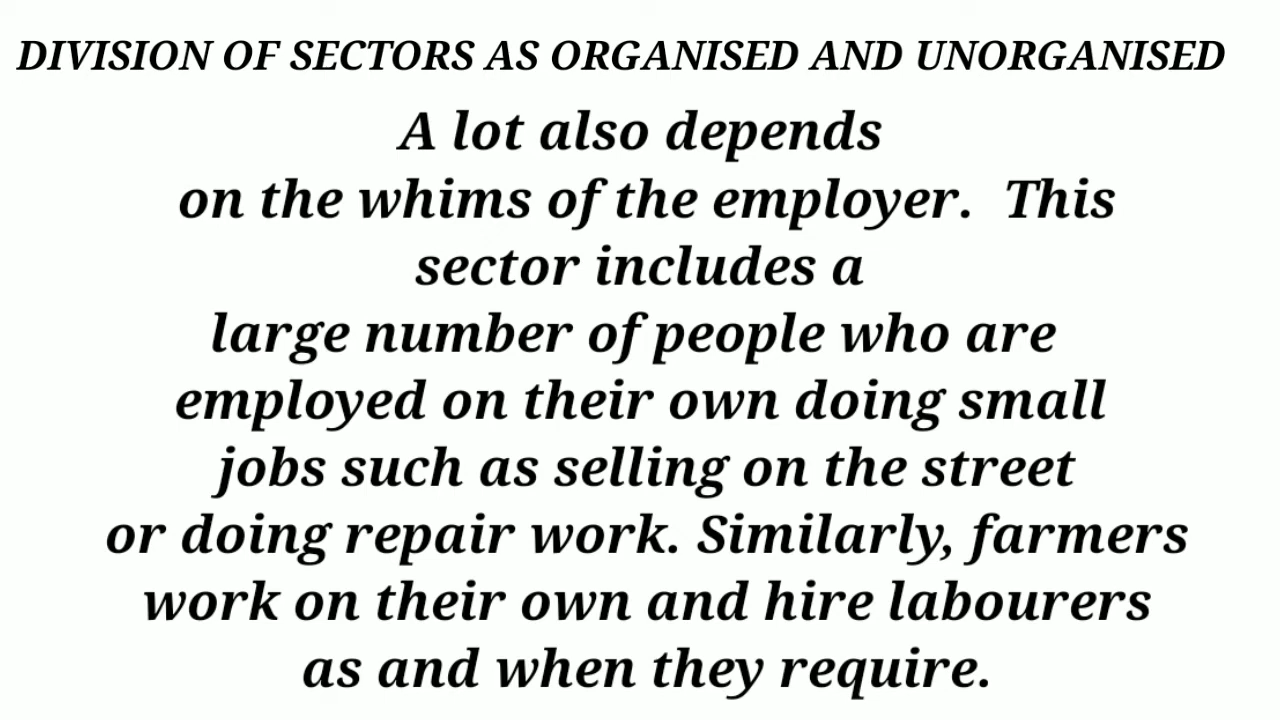 DIVISION OF SECTORS AS ORGANISED AND UNORGANISED
A lot also depends
on the whims of the employer. This
sector includes a
large number of people who are
employed on their own doing small
jobs such as selling on the street
or doing repair work. Similarly, farmers
work on their own and hire labourers
as and when they require.